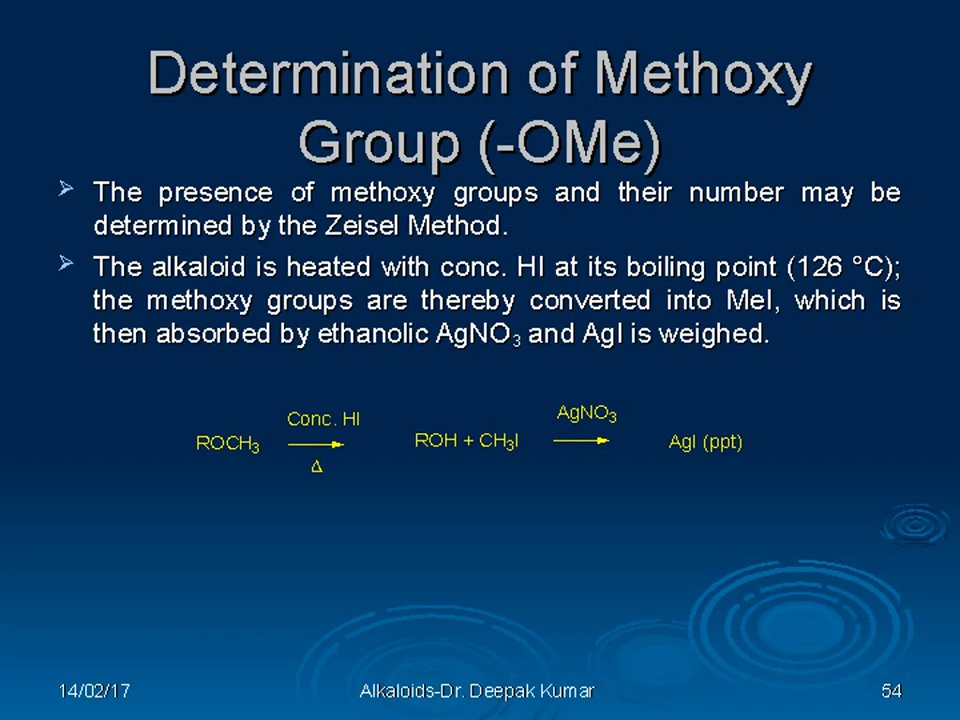 Determination of Methoxy
Group (-OMe)
➢ The presence of methoxy groups and their number may be
determined by the Zeisel Method.
➢ The alkaloid is heated with conc. HI at its boiling point (126 °C);
the methoxy groups are thereby converted into MeI, which is
then absorbed by ethanolic AgNO₃ and AgI is weighed.
Conc. HI AgNO₃
ROCH₃ → ROH + CH₃I → AgI (ppt)
Δ
14/02/17 Alkaloids-Dr. Deepak Kumar 54